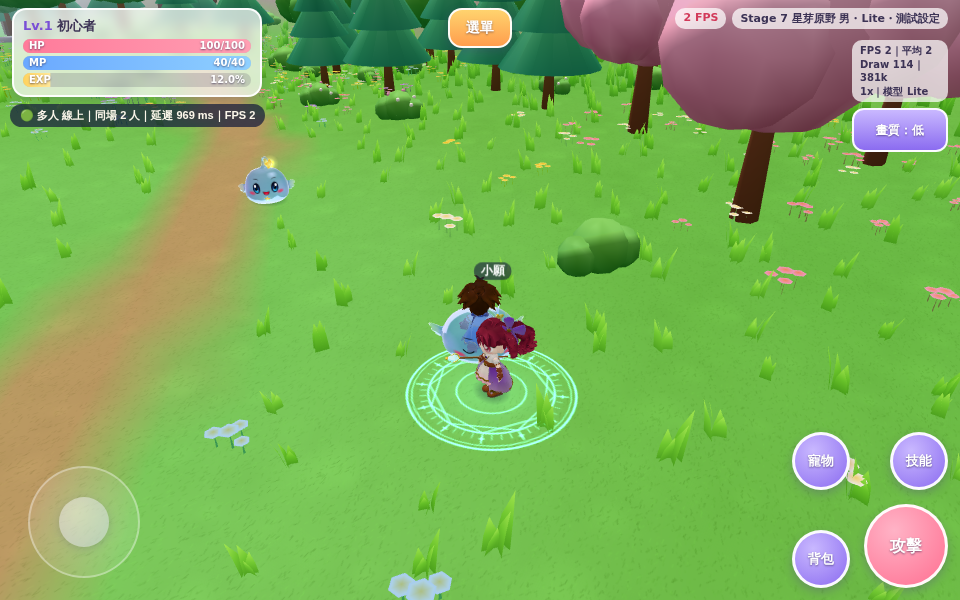 Lv.1 初心者
HP 100/100
MP 40/40
EXP 12.0%
多人 線上｜同場 2 人｜延遲 969 ms｜FPS 2
選單
2 FPS
Stage 7 星芽原野 男・Lite・測試設定
FPS 2｜平均 2
Draw 114｜
381k
1x｜模型 Lite
畫質：低
小願
寵物
技能
背包
攻擊